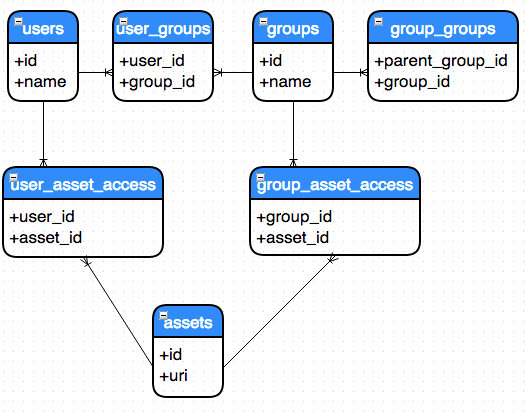 users
+id
+name
user_groups
+user_id
+group_id
groups
+id
+name
group_groups
+parent_group_id
+group_id
user_asset_access
+user_id
+asset_id
group_asset_access
+group_id
+asset_id
assets
+id
+uri